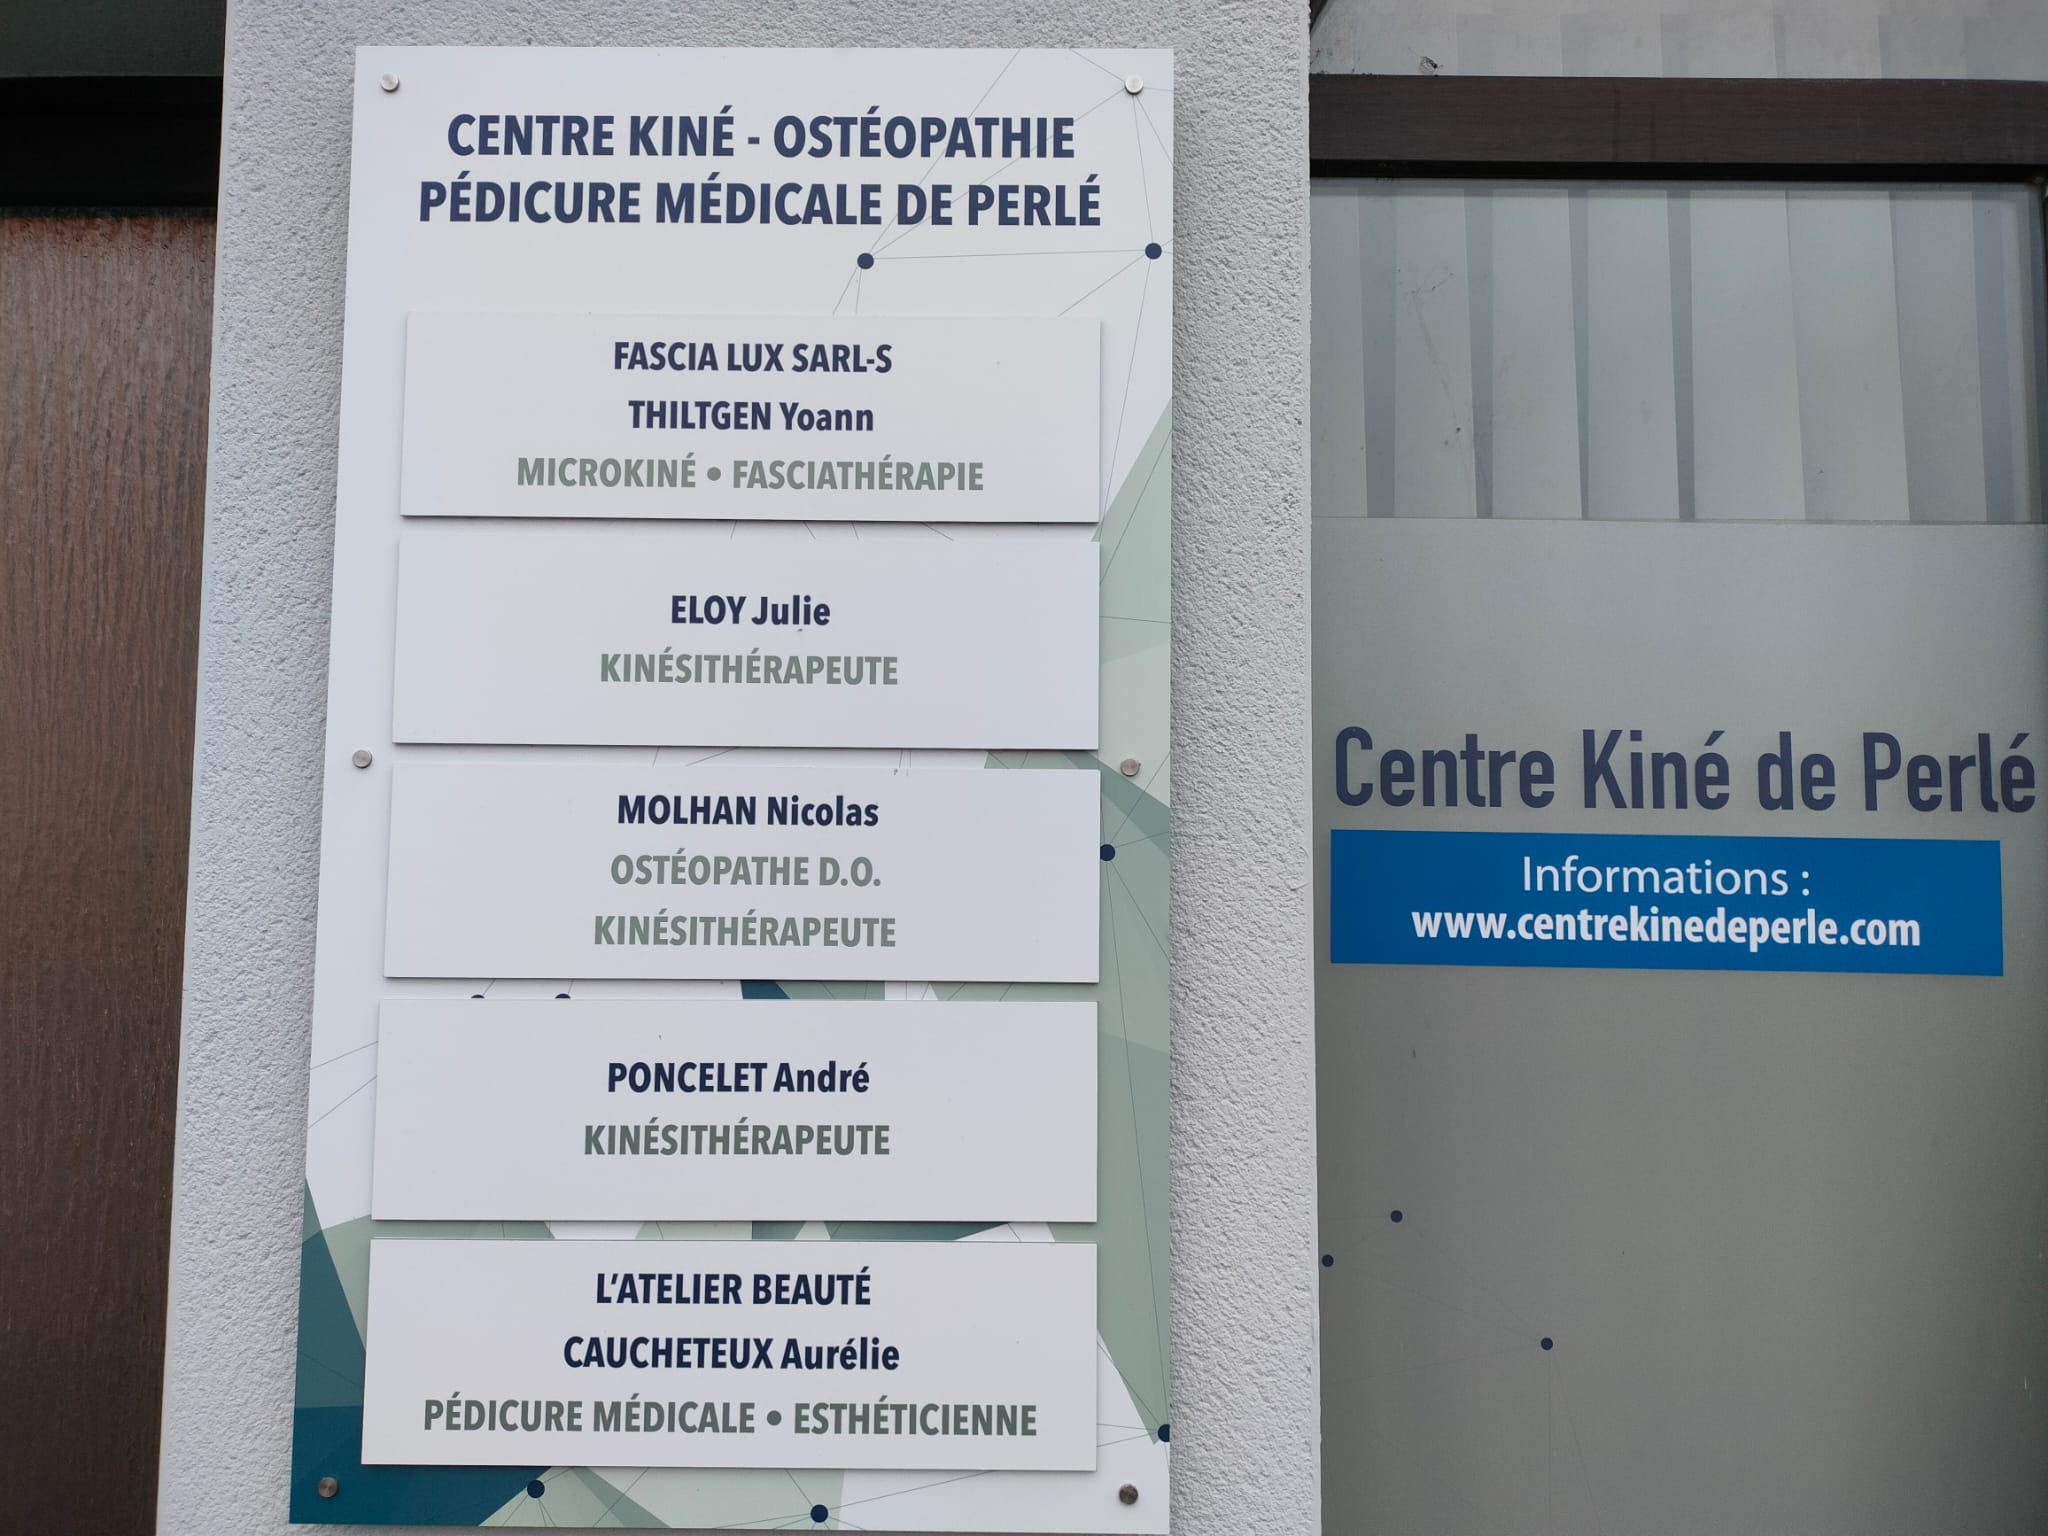 CENTRE KINÉ - OSTÉOPATHIE
PÉDICURE MÉDICALE DE PERLÉ
FASCIA LUX SARL-S
THILTGEN Yoann
MICROKINÉ • FASCIATHÉRAPIE
ELOY Julie
KINÉSITHÉRAPEUTE
MOLHAN Nicolas
OSTÉOPATHE D.O.
KINÉSITHÉRAPEUTE
PONCELET André
KINÉSITHÉRAPEUTE
L'ATELIER BEAUTÉ
CAUCHETEUX Aurélie
PÉDICURE MÉDICALE • ESTHÉTICIENNE
Centre Kiné de Perlé
Informations :
www.centrekinedeperle.com